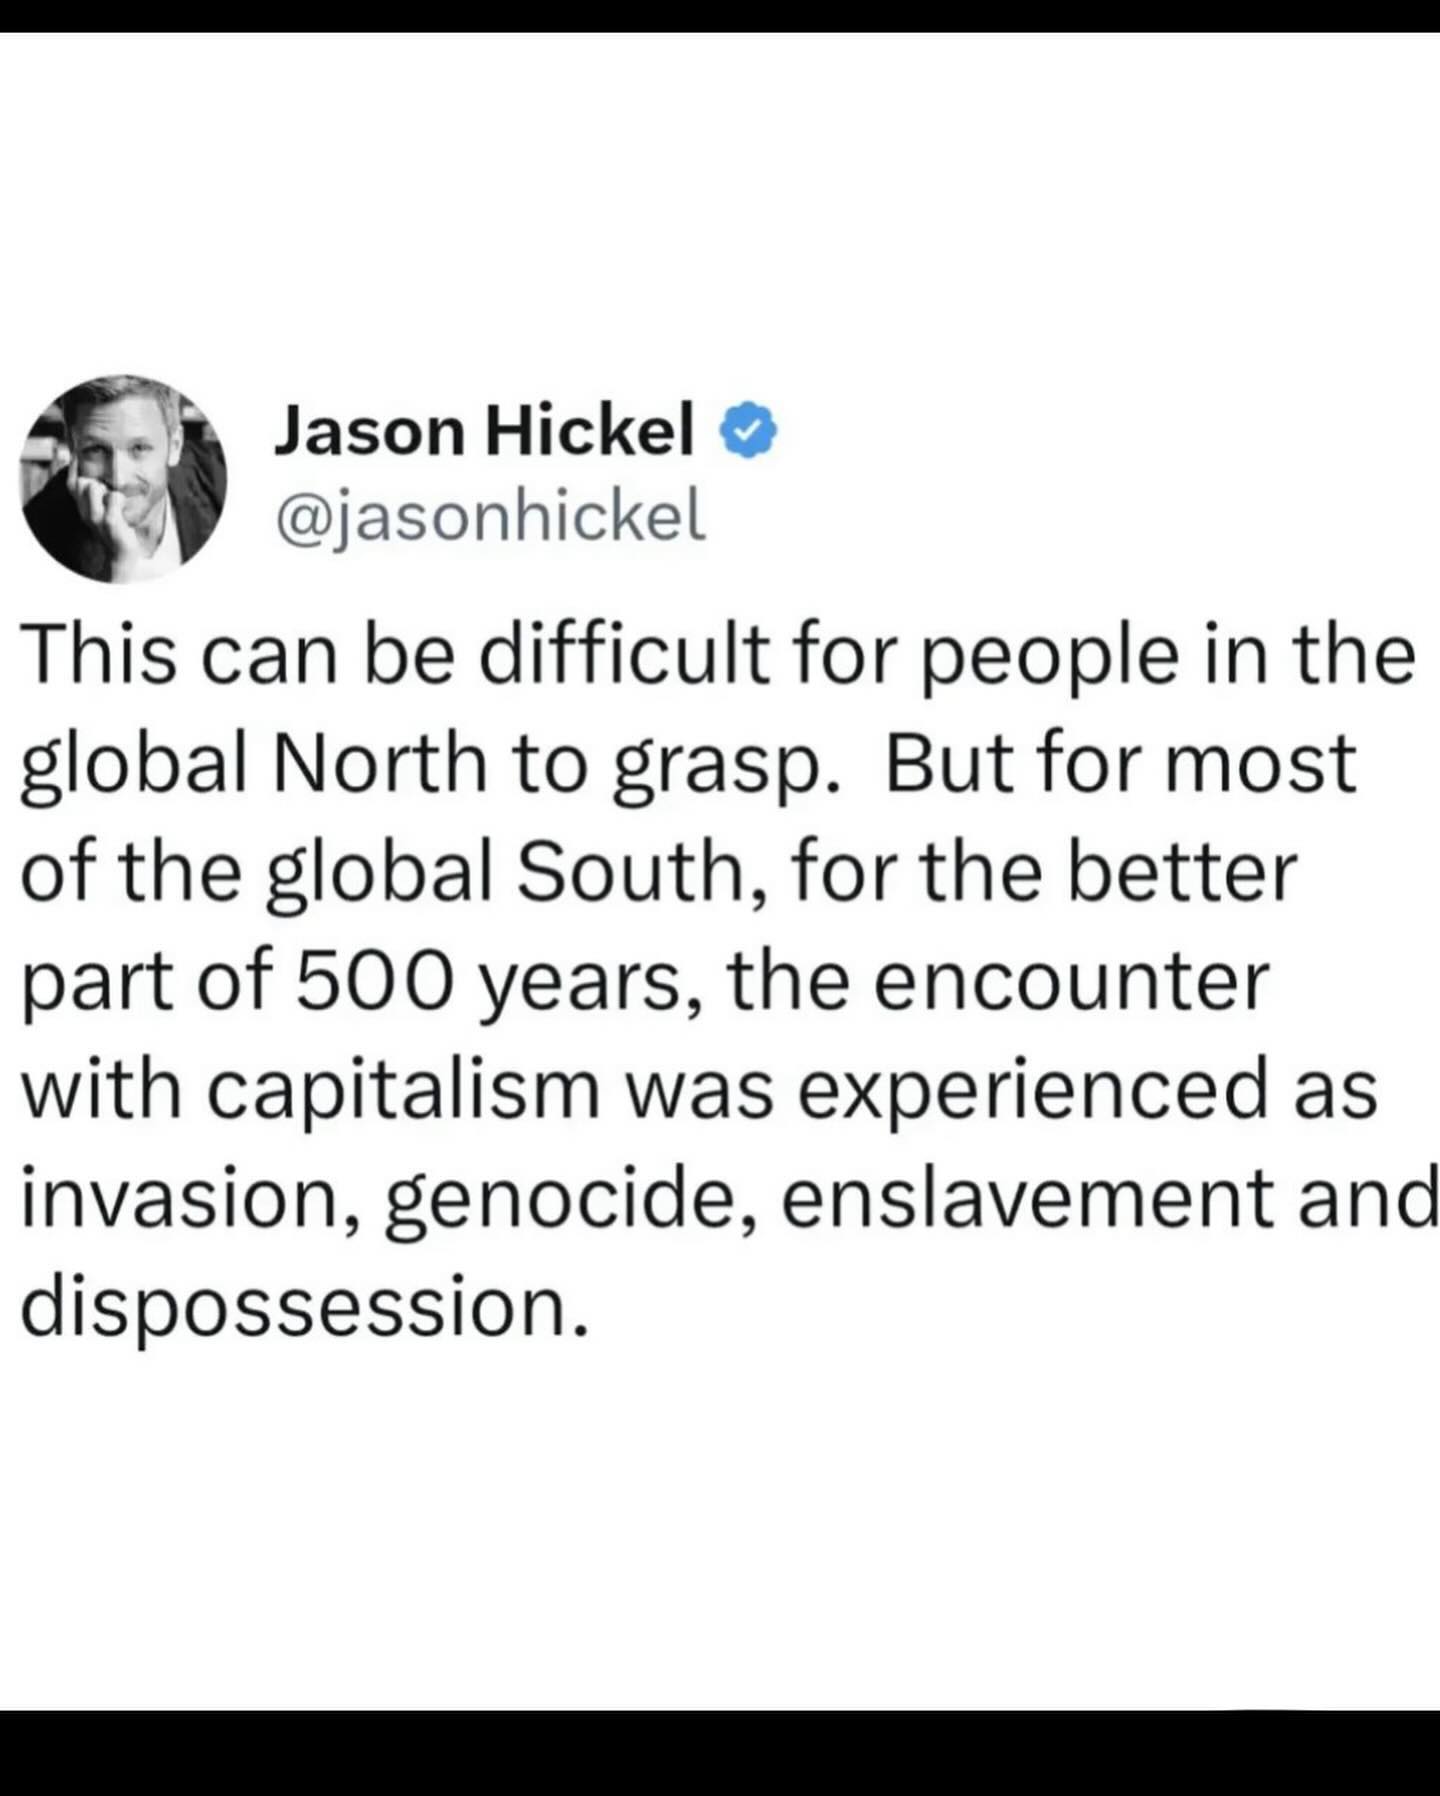 Jason Hickel
@jasonhickel
This can be difficult for people in the
global North to grasp.  But for most
of the global South, for the better
part of 500 years, the encounter
with capitalism was experienced as
invasion, genocide, enslavement and
dispossession.